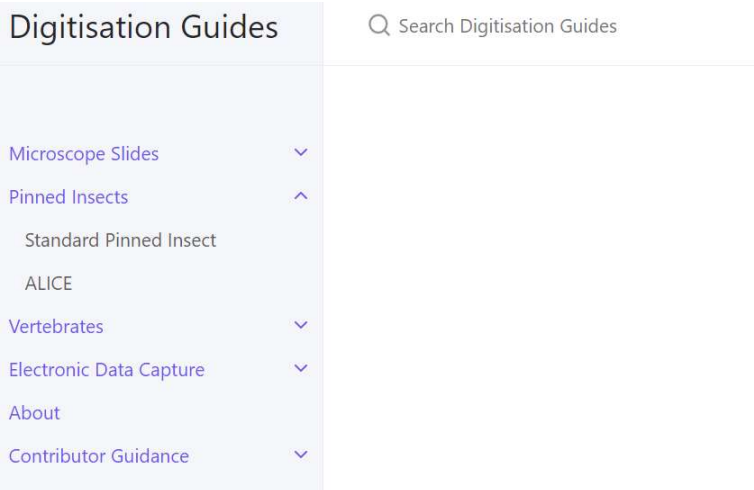 Digitisation Guides
Search Digitisation Guides
Microscope Slides
Pinned Insects
Standard Pinned Insect
ALICE
Vertebrates
Electronic Data Capture
About
Contributor Guidance